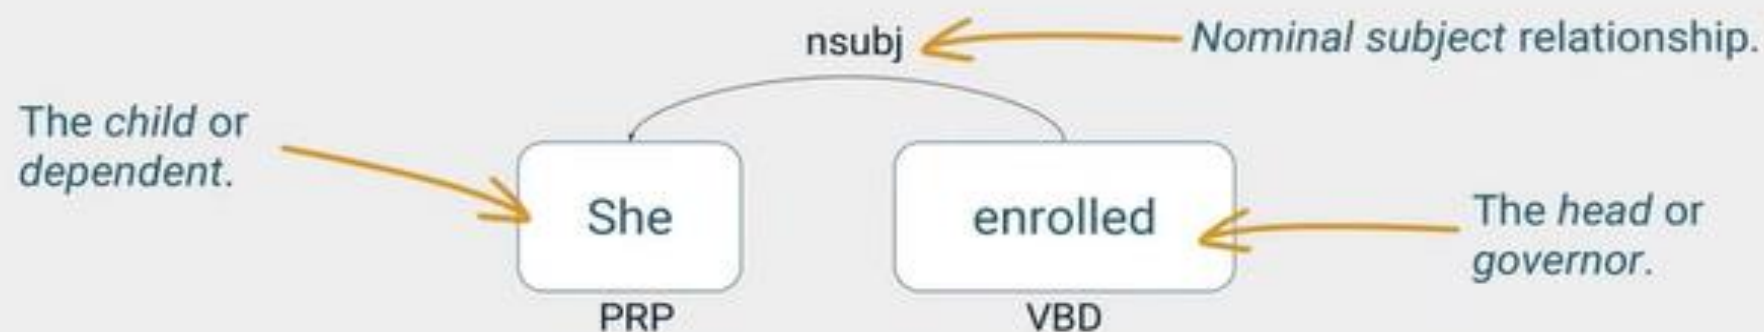 nsubj
Nominal subject relationship.
The child or
dependent.
She
enrolled
The head or
governor.
PRP
VBD